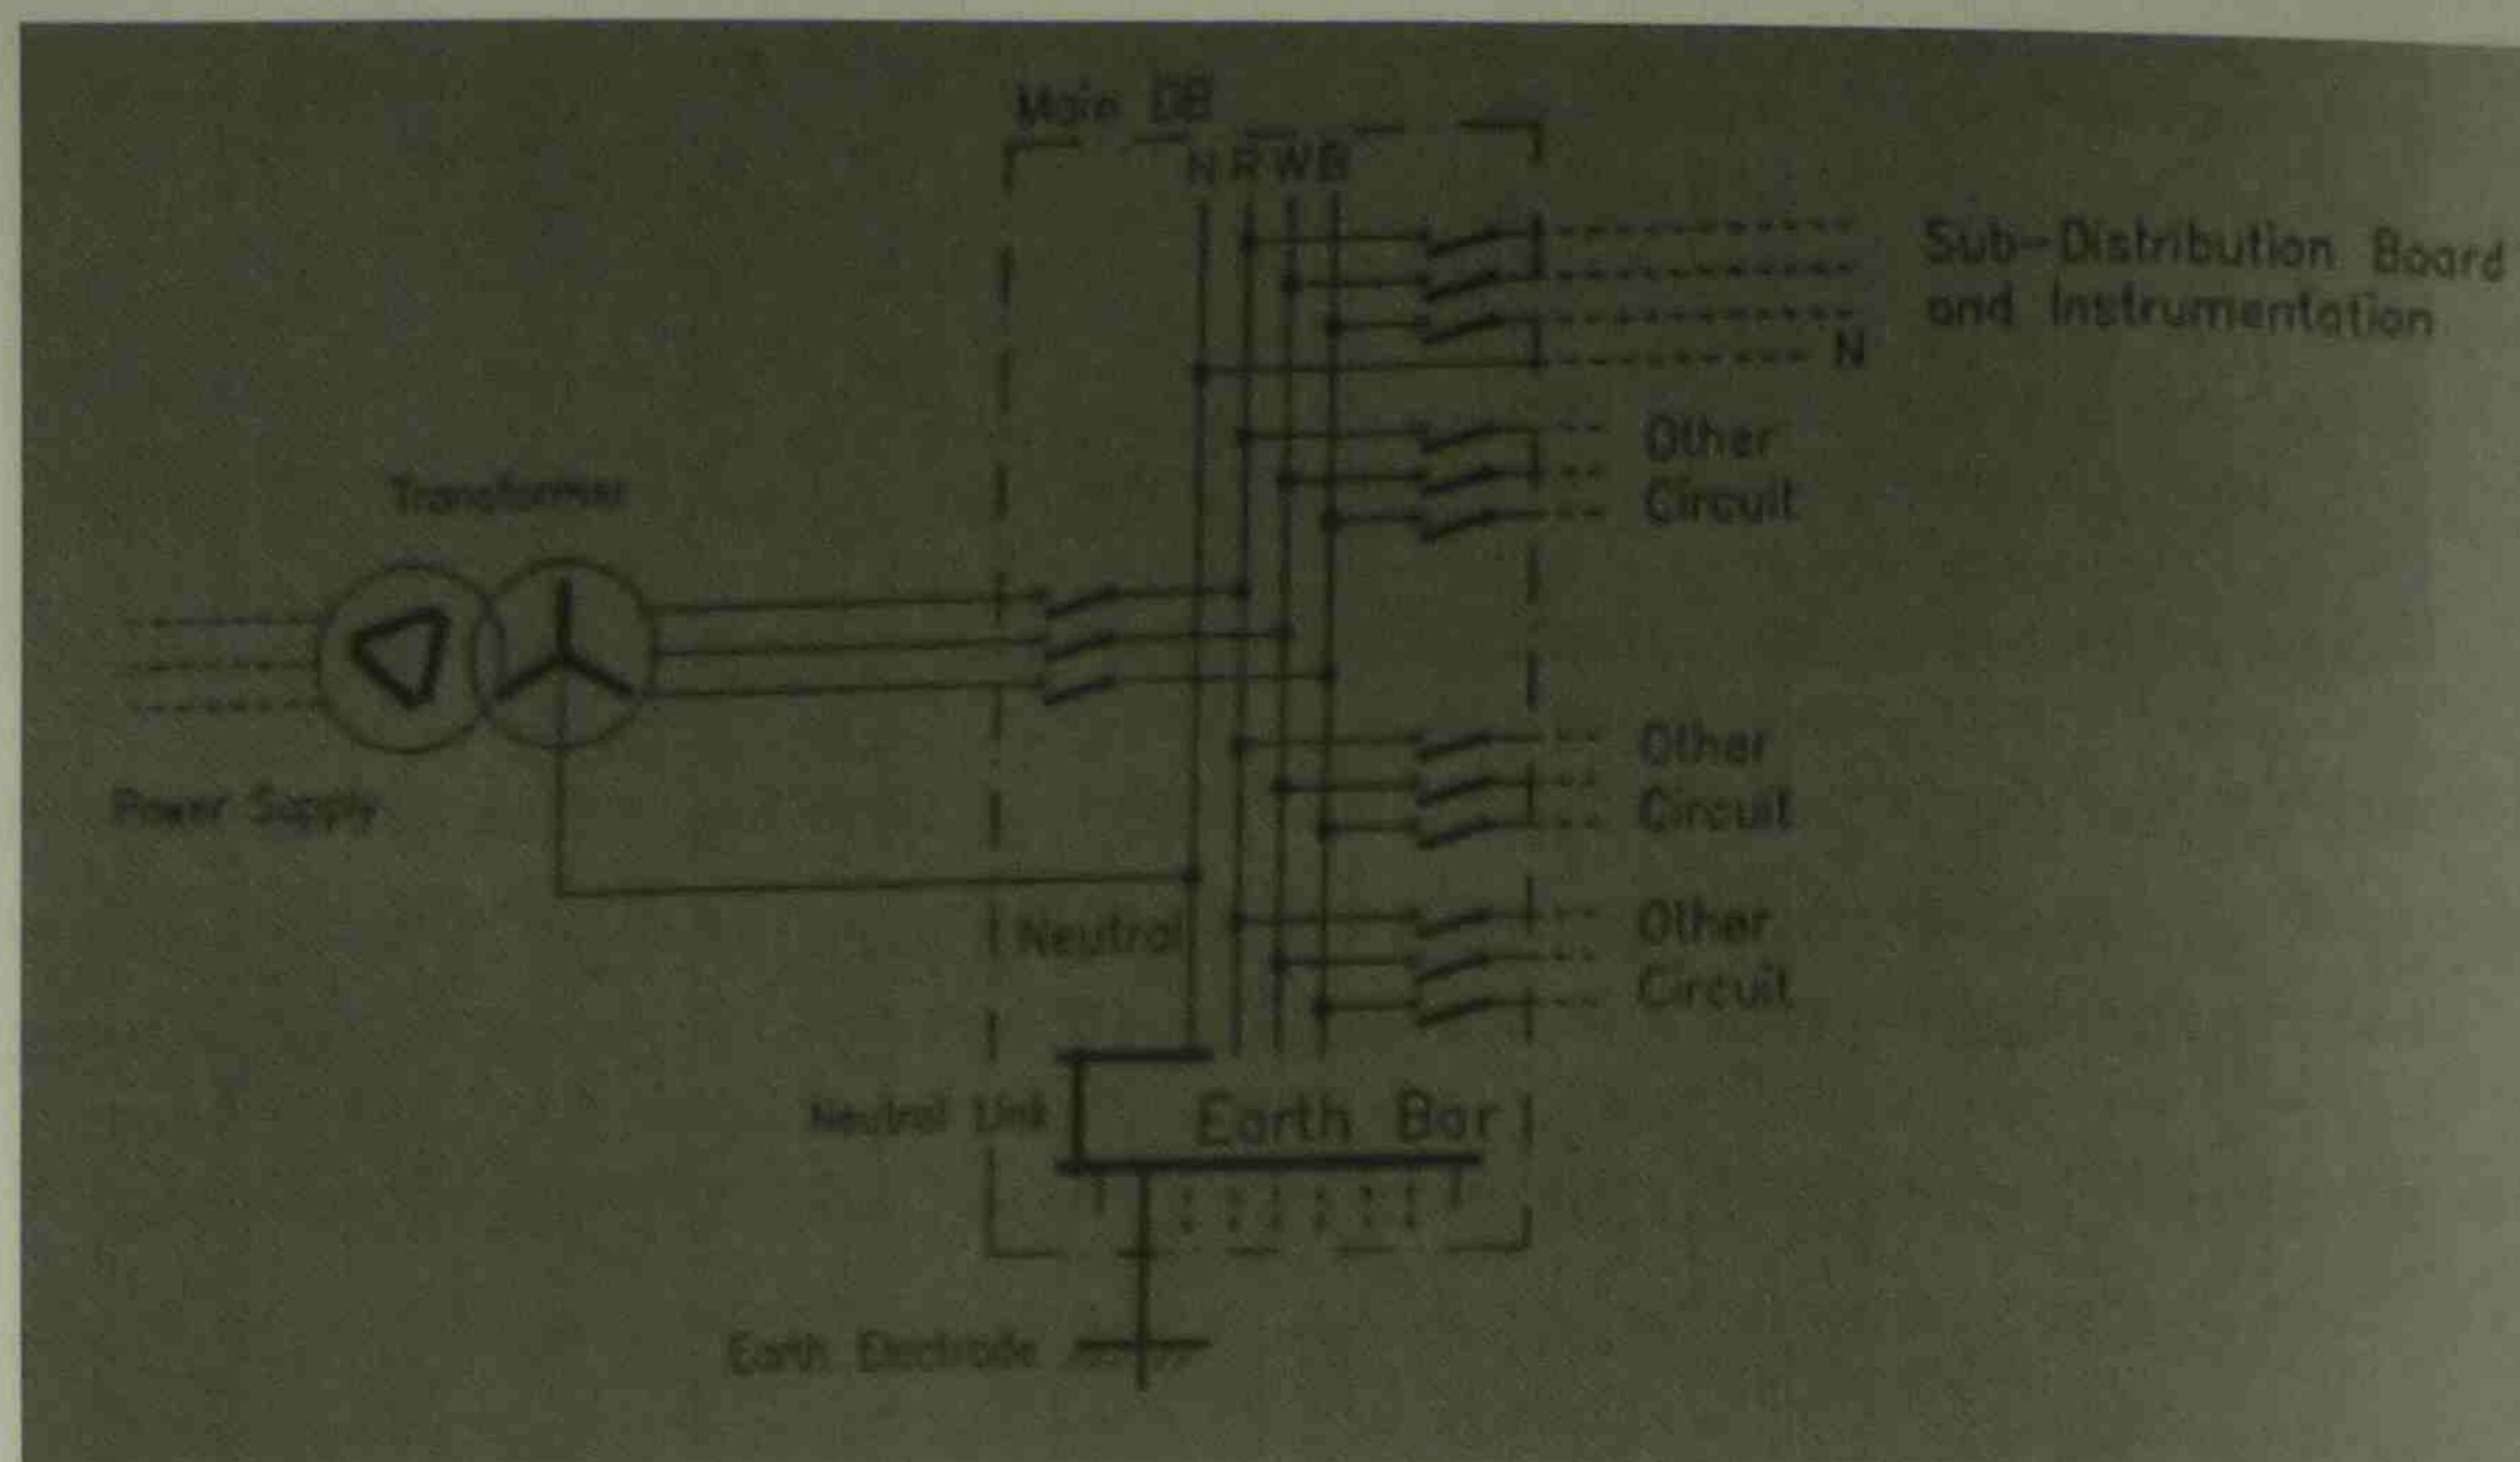 Main DB
N R W B
Sub-Distribution Board
and Instrumentation
N
Other
Circuit
Transformer
Power Supply
Other
Circuit
Neutral
Other
Circuit
Neutral Link
Earth Bar
Earth Electrode